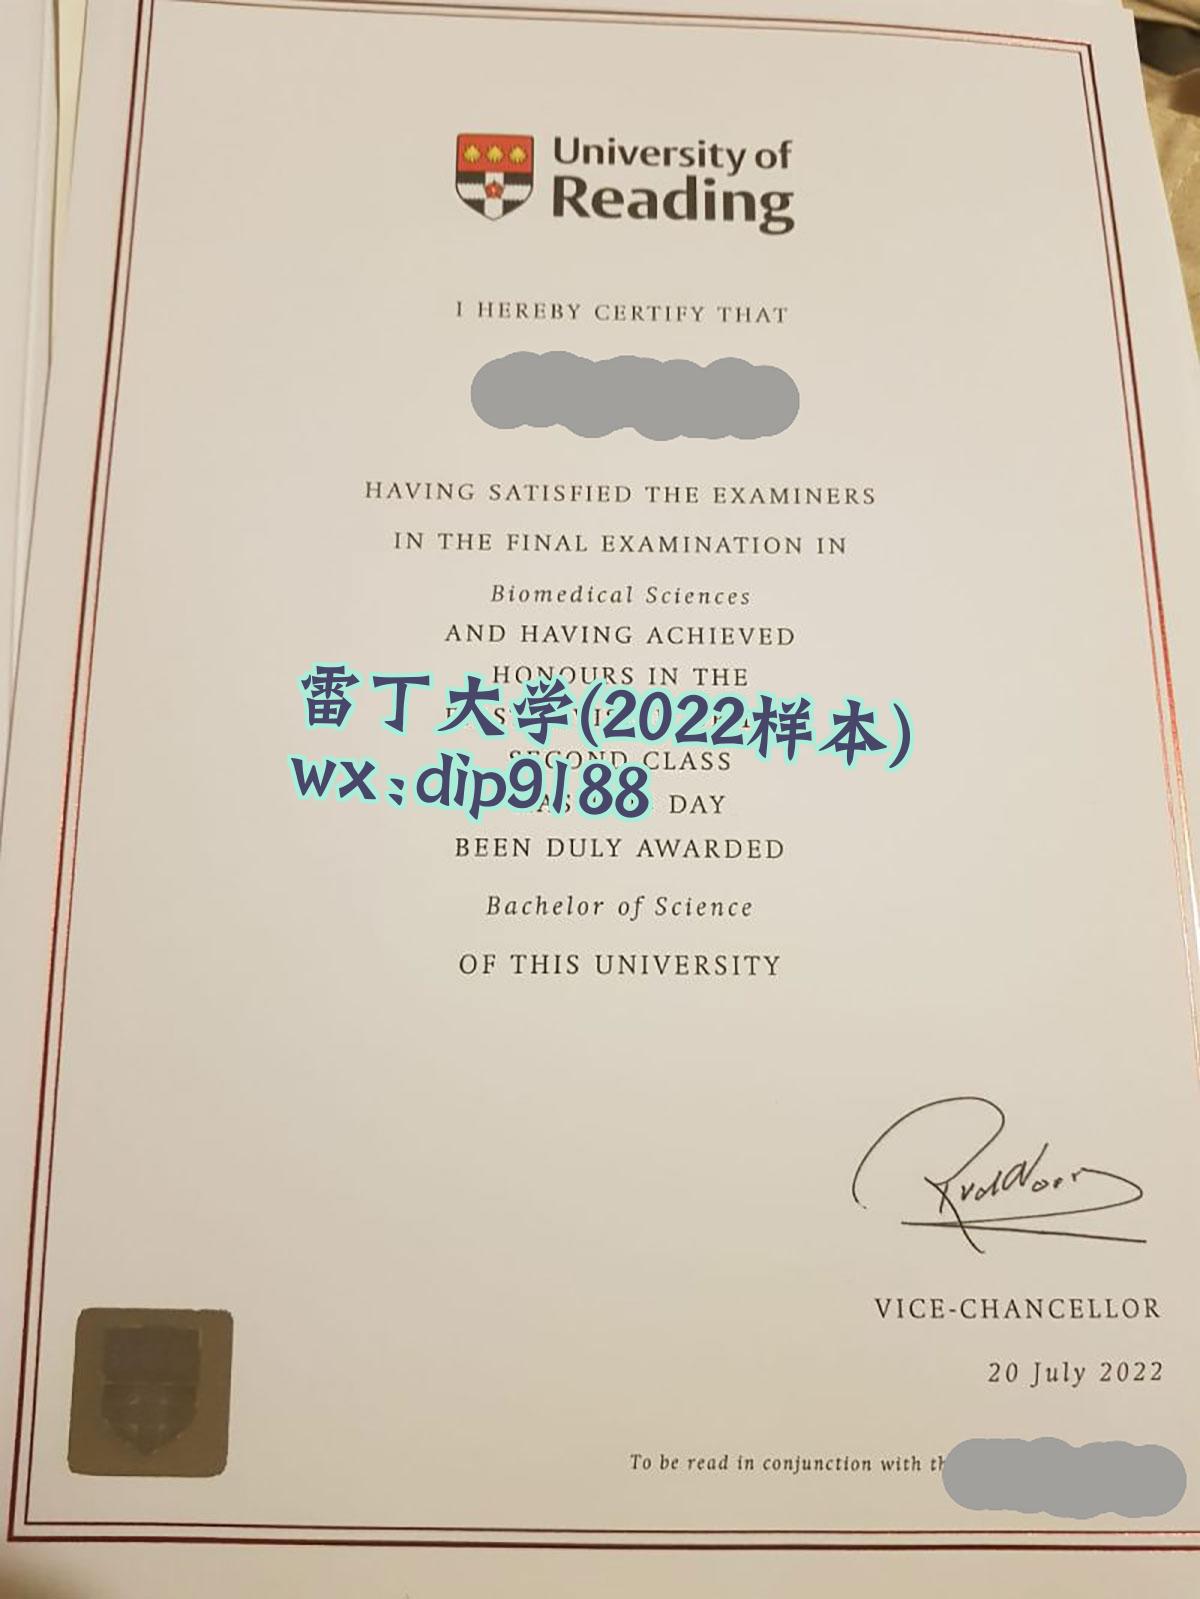 University of
Reading
I HEREBY CERTIFY THAT
HAVING SATISFIED THE EXAMINERS
IN THE FINAL EXAMINATION IN
Biomedical Sciences
AND HAVING ACHIEVED
HONOURS IN THE
雷丁大学(2022样本)
SECOND CLASS
wx:dip9188
DAY
BEEN DULY AWARDED
Bachelor of Science
OF THIS UNIVERSITY
VICE-CHANCELLOR
20 July 2022
To be read in conjunction with